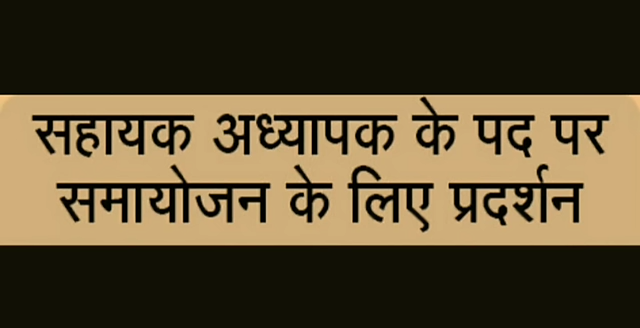 सहायक अध्यापक के पद पर
समायोजन के लिए प्रदर्शन